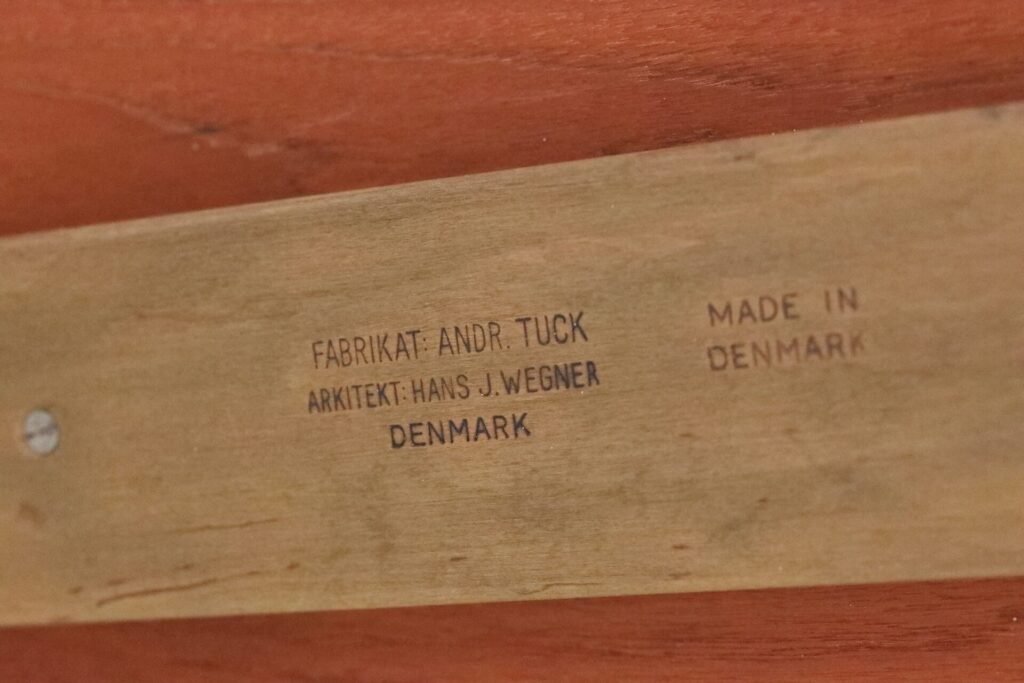 FABRIKAT: ANDR. TUCK
ARKITEKT: HANS J. WEGNER
DENMARK
MADE IN
DENMARK